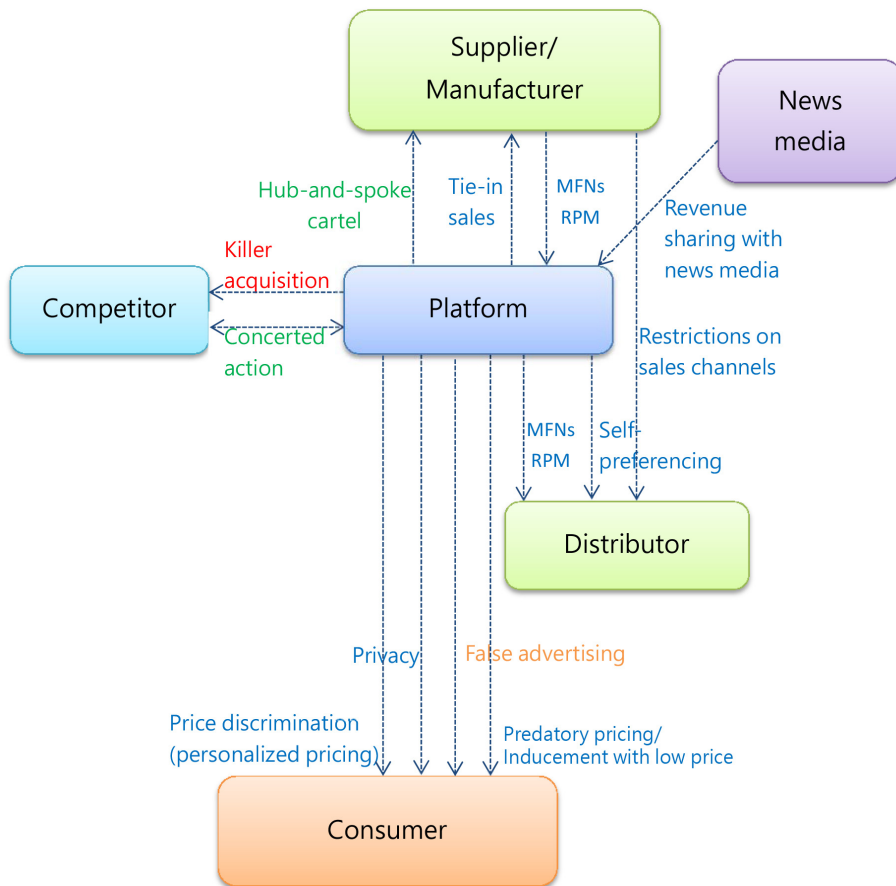 Supplier/
Manufacturer
News
media
Hub-and-spoke
cartel
Tie-in
sales
MFNs
RPM
Revenue
sharing with
news media
Killer
acquisition
Competitor
Platform
Concerted
action
Restrictions on
sales channels
MFNs
RPM
Self-
preferencing
Distributor
Privacy
False advertising
Price discrimination
(personalized pricing)
Predatory pricing/
Inducement with low price
Consumer